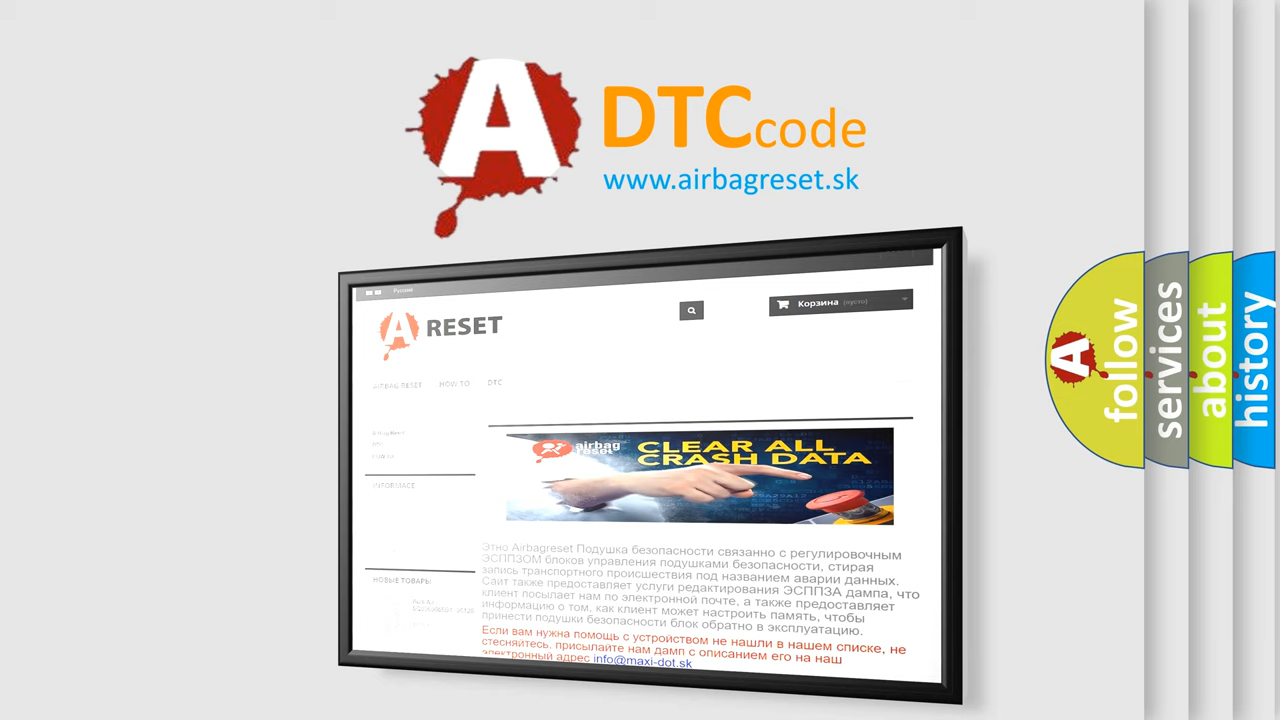 A
DTCcode
www.airbagreset.sk
Русский
Корзина (пусто)
A RESET
AIRBAG RESET HOW TO DTC
INFORMACE
airbag
reset
CLEAR ALL
CRASH DATA
Этно Airbagreset Подушка безопасности связанно с регулировочным
ЭСППЗОМ блоков управления подушками безопасности, стирая
запись транспортного происшествия под названием аварии данных.
Сайт также предоставляет услуги редактирования ЭСППЗА дампа, что
клиент посылает нам по электронной почте, а также предоставляет
информацию о том, как клиент может настроить память, чтобы
принести подушки безопасности блок обратно в эксплуатацию.
НОВЫЕ ТОВАРЫ
Если вам нужна помощь с устройством не нашли в нашем списке, не
стесняйтесь, присылайте нам дамп с описанием его на наш
электронный адрес info@maxi-dot.sk
A
follow
services
about
history